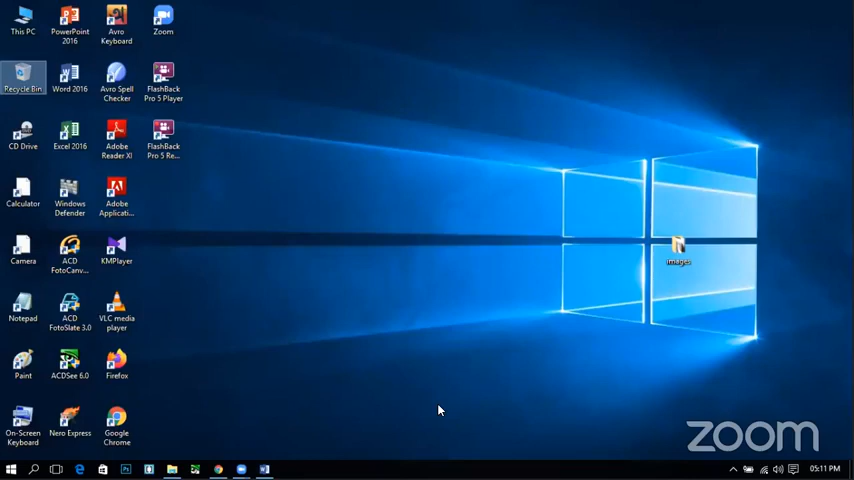 This PC
PowerPoint
2016
Avro
Keyboard
Zoom
Recycle Bin
Word 2016
Avro Spell
Checker
FlashBack
Pro 5 Player
CD Drive
Excel 2016
Adobe
Reader XI
FlashBack
Pro 5 Re...
Calculator
Windows
Defender
Adobe
Applicati...
Camera
ACD
FotoCanv...
KMPlayer
Notepad
ACD
FotoSlate 3.0
VLC media
player
Paint
ACDSee 6.0
Firefox
On-Screen
Keyboard
Nero Express
Google
Chrome
images
zoom
05:11 PM